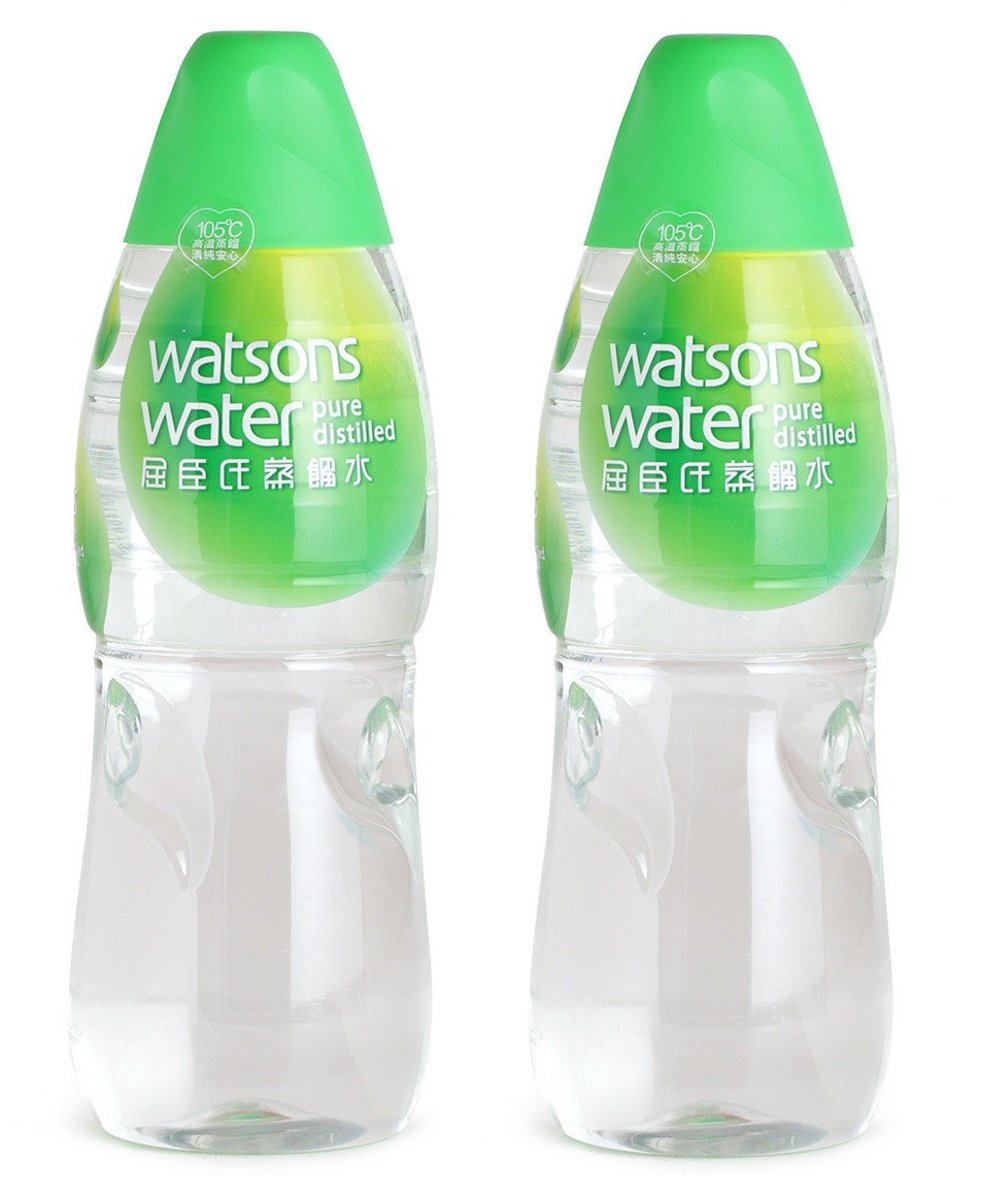 105℃
高溫蒸餾
清純安心
watsons
water pure
distilled
屈臣氏蒸餾水
105℃
高溫蒸餾
清純安心
watsons
water pure
distilled
屈臣氏蒸餾水